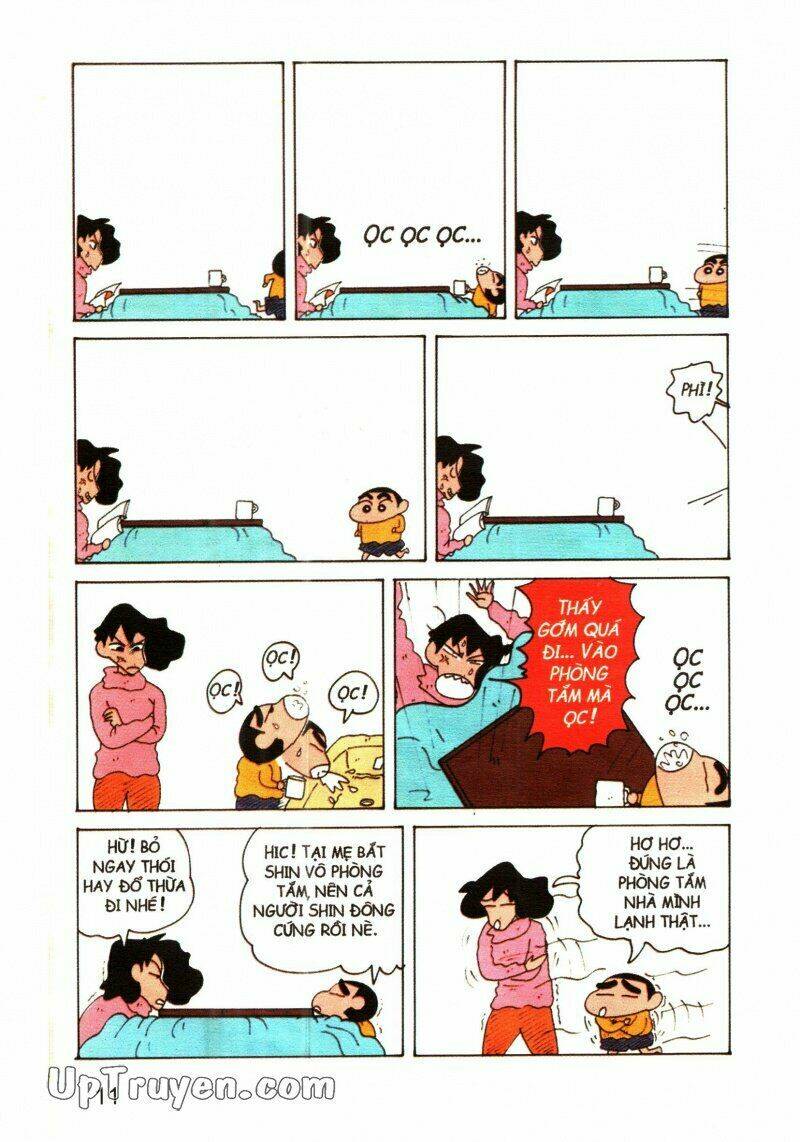 ỌC ỌC ỌC...
PHÌ!
ỌC!
ỌC!
ỌC!
THẤY
GỚM QUÁ
ĐI... VÀO
PHÒNG
TẮM MÀ
ỌC!
ỌC
ỌC
ỌC...
HỪ! BỎ
NGAY THÓI
HAY ĐỔ THỪA
ĐI NHÉ!
HIC! TẠI MẸ BẮT
SHIN VÔ PHÒNG
TẮM, NÊN CẢ
NGƯỜI SHIN ĐÔNG
CỨNG RỒI NÈ.
HƠ HƠ...
ĐÚNG LÀ
PHÒNG TẮM
NHÀ MÌNH
LẠNH THẬT...
UpTruyen.com
11